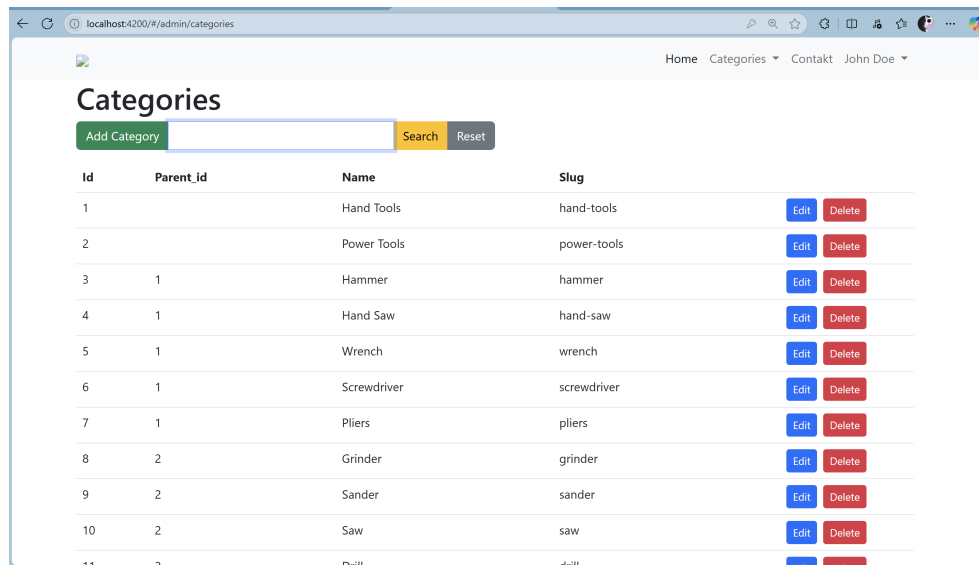 localhost:4200/#/admin/categories
Home Categories Contakt John Doe
Categories
Add Category Search Reset
Id Parent_id Name Slug
1 Hand Tools hand-tools Edit Delete
2 Power Tools power-tools Edit Delete
3 1 Hammer hammer Edit Delete
4 1 Hand Saw hand-saw Edit Delete
5 1 Wrench wrench Edit Delete
6 1 Screwdriver screwdriver Edit Delete
7 1 Pliers pliers Edit Delete
8 2 Grinder grinder Edit Delete
9 2 Sander sander Edit Delete
10 2 Saw saw Edit Delete
11 Drill drill